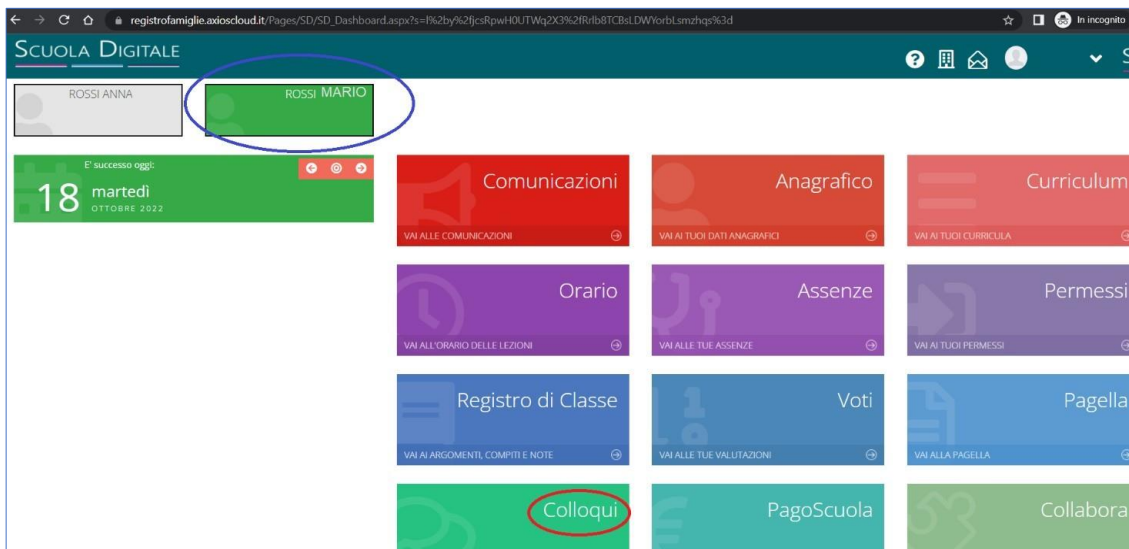 registrofamiglie.axioscloud.it/Pages/SD/SD_Dashboard.aspx?s=l%2by%2fjcsRpwH0UTWq2X3%2fRrlb8TCBsLDWYorbLsmzhqs%3d
In incognito
SCUOLA DIGITALE
ROSSI ANNA
ROSSI MARIO
E' successo oggi:
18 martedì
OTTOBRE 2022
Comunicazioni
VAI ALLE COMUNICAZIONI
Anagrafico
VAI AI TUOI DATI ANAGRAFICI
Curriculum
VAI AI TUOI CURRICULA
Orario
VAI ALL'ORARIO DELLE LEZIONI
Assenze
VAI ALLE TUE ASSENZE
Permessi
VAI AI TUOI PERMESSI
Registro di Classe
VAI AI ARGOMENTI, COMPITI E NOTE
Voti
VAI ALLE TUE VALUTAZIONI
Pagella
VAI ALLA PAGELLA
Colloqui
PagoScuola
Collabora